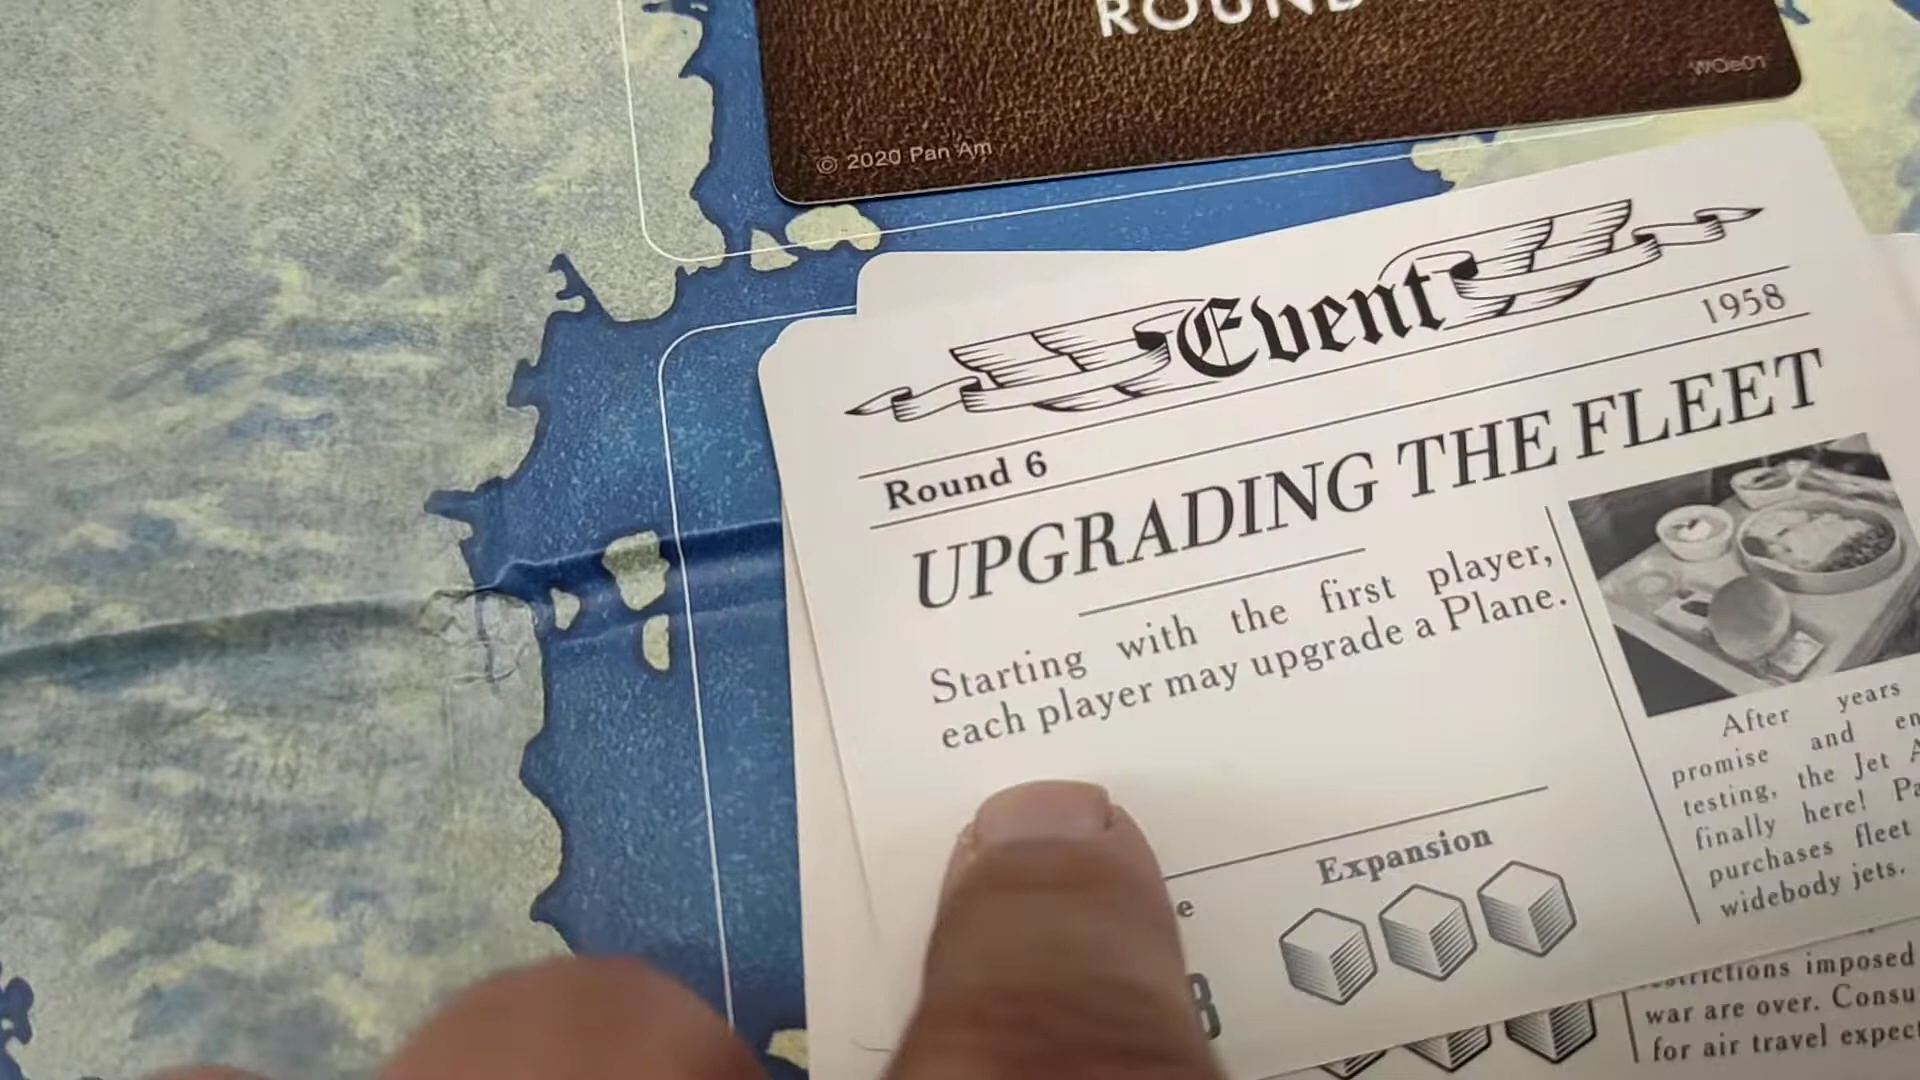 ROUND
WOe01
© 2020 Pan Am
Event
1958
Round 6
UPGRADING THE FLEET
Starting with the first player,
each player may upgrade a Plane.
After years
promise and
testing, the Jet
finally here!
purchases fleet
widebody jets.
Expansion
imposed
war are over.
for air travel